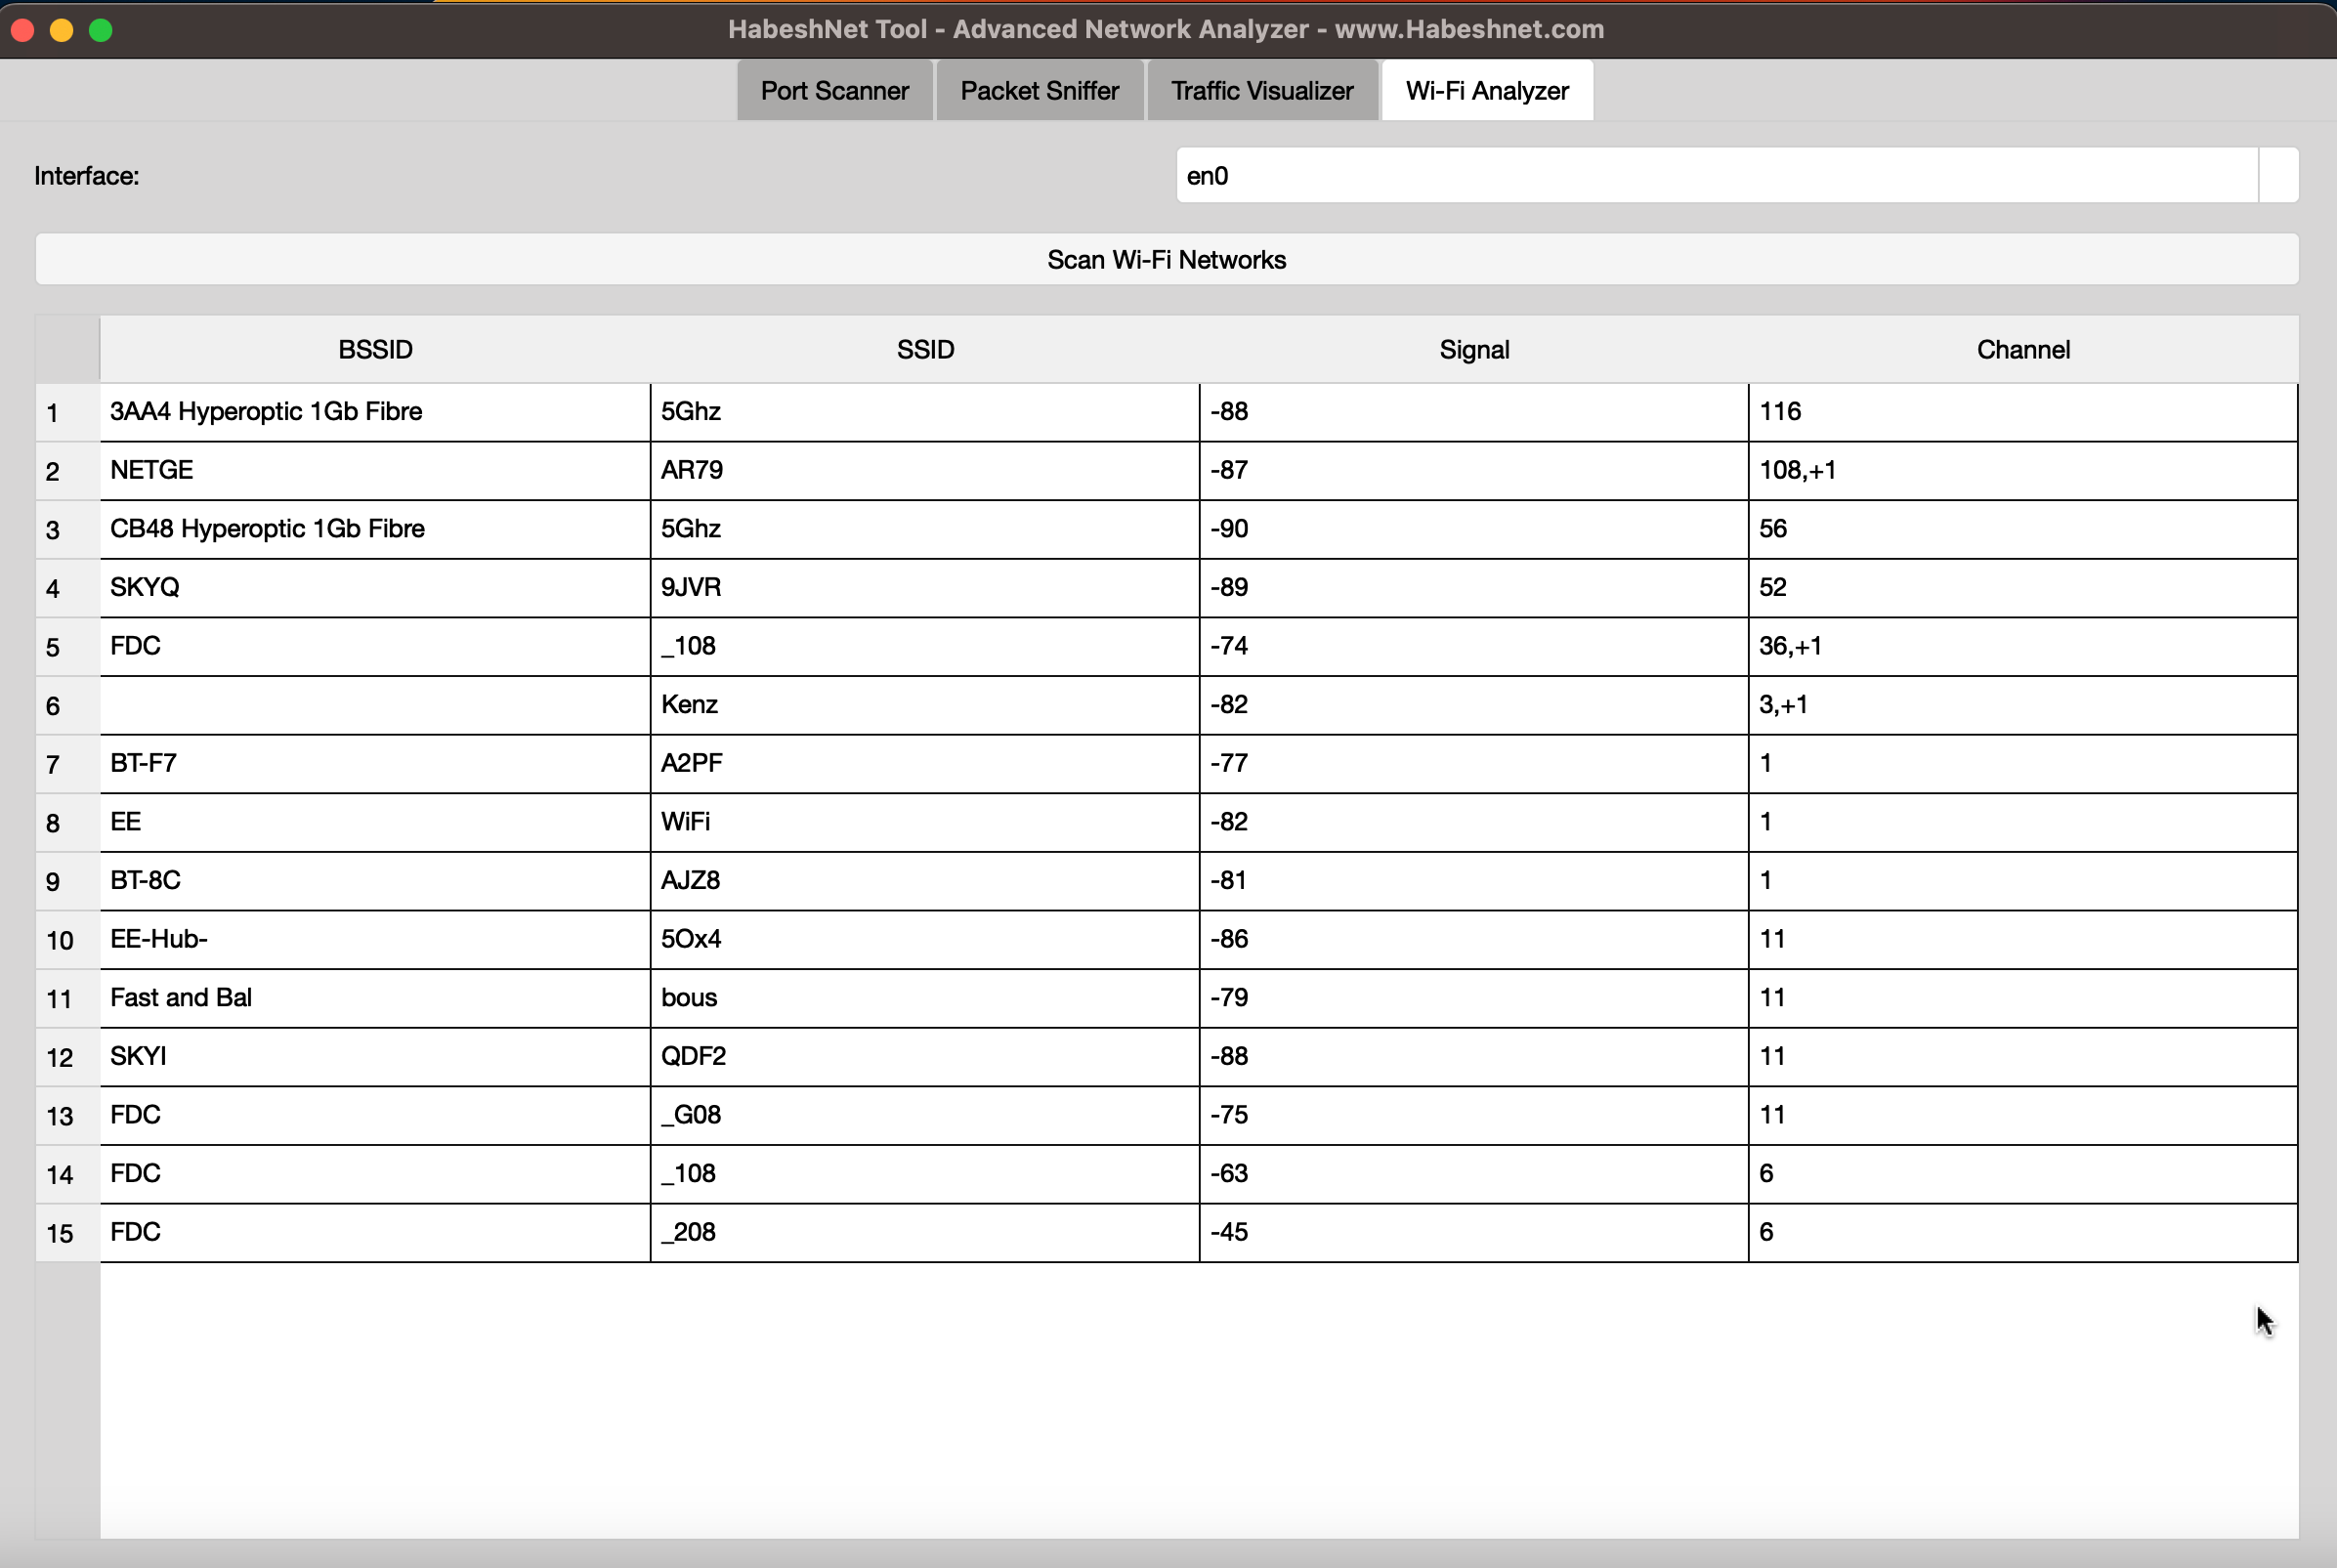 HabeshNet Tool - Advanced Network Analyzer - www.Habeshnet.com
Port Scanner Packet Sniffer Traffic Visualizer Wi-Fi Analyzer
Interface: en0
Scan Wi-Fi Networks
BSSID SSID Signal Channel
1 3AA4 Hyperoptic 1Gb Fibre 5Ghz -88 116
2 NETGE AR79 -87 108,+1
3 CB48 Hyperoptic 1Gb Fibre 5Ghz -90 56
4 SKYQ 9JVR -89 52
5 FDC _108 -74 36,+1
6 Kenz -82 3,+1
7 BT-F7 A2PF -77 1
8 EE WiFi -82 1
9 BT-8C AJZ8 -81 1
10 EE-Hub- 5Ox4 -86 11
11 Fast and Bal bous -79 11
12 SKYI QDF2 -88 11
13 FDC _G08 -75 11
14 FDC _108 -63 6
15 FDC _208 -45 6